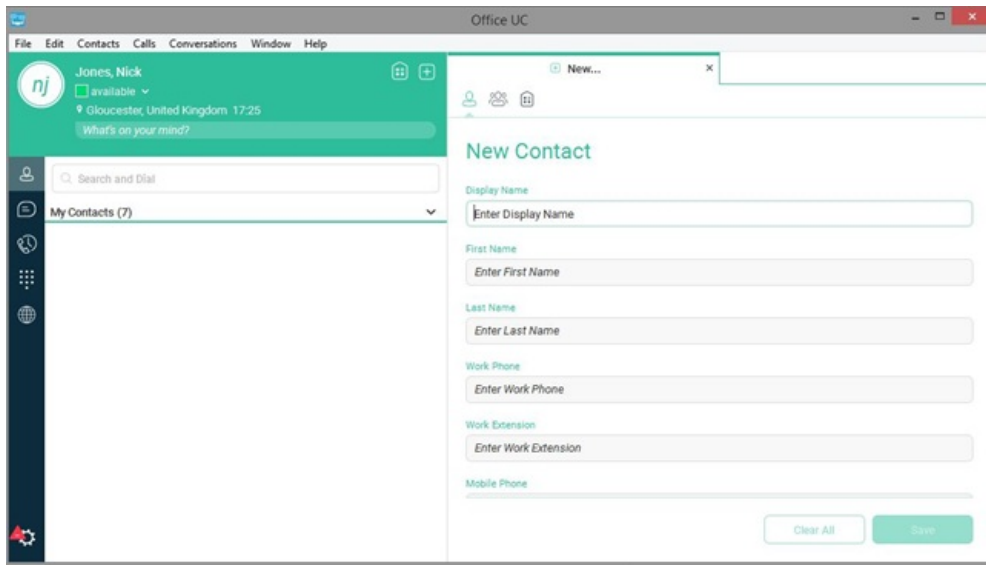 Office UC
File Edit Contacts Calls Conversations Window Help
nj
Jones, Nick
available
Gloucester, United Kingdom 17:25
What's on your mind?
Search and Dial
My Contacts (7)
New...
New Contact
Display Name
Enter Display Name
First Name
Enter First Name
Last Name
Enter Last Name
Work Phone
Enter Work Phone
Work Extension
Enter Work Extension
Mobile Phone
Clear All Save